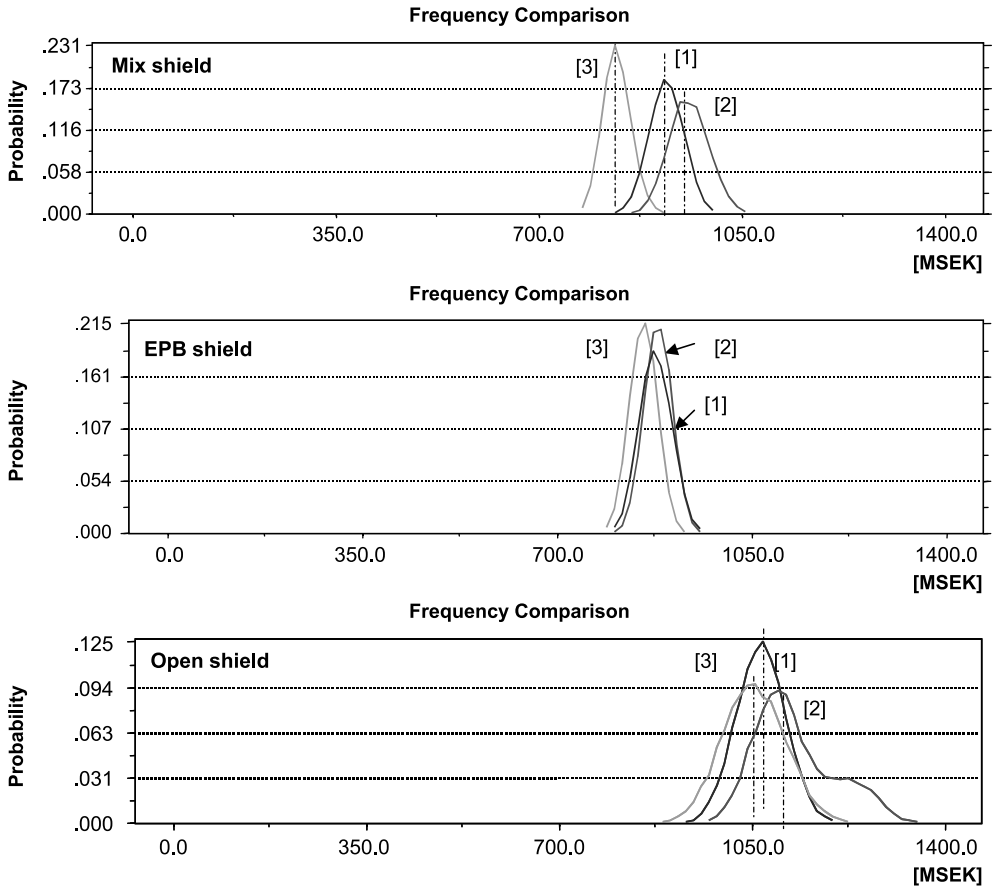 Frequency Comparison
Probability
.231
.173
.116
.058
.000
Mix shield
[3]
[1]
[2]
0.0 350.0 700.0 1050.0 1400.0
[MSEK]
Frequency Comparison
Probability
.215
.161
.107
.054
.000
EPB shield
[3]
[2]
[1]
0.0 350.0 700.0 1050.0 1400.0
[MSEK]
Frequency Comparison
Probability
.125
.094
.063
.031
.000
Open shield
[3]
[1]
[2]
0.0 350.0 700.0 1050.0 1400.0
[MSEK]